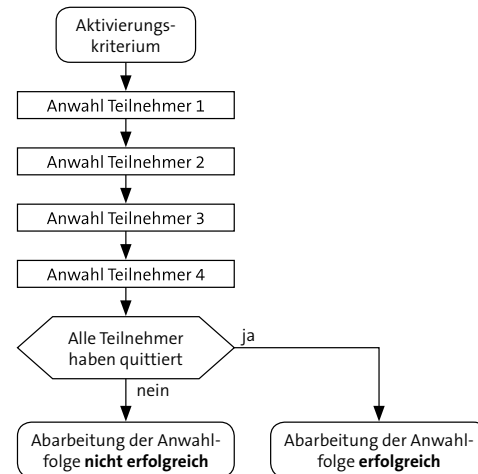 Aktivierungs-
kriterium
Anwahl Teilnehmer 1
Anwahl Teilnehmer 2
Anwahl Teilnehmer 3
Anwahl Teilnehmer 4
Alle Teilnehmer
haben quittiert
ja
nein
Abarbeitung der Anwahl-
folge nicht erfolgreich
Abarbeitung der Anwahl-
folge erfolgreich